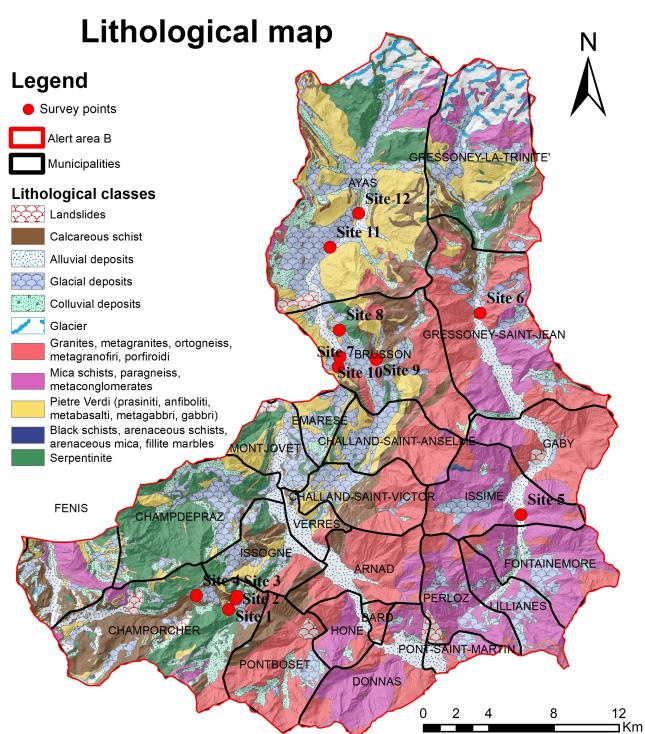 Lithological map
N
Legend
Survey points
Alert area B
Municipalities
Lithological classes
Landslides
Calcareous schist
Alluvial deposits
Glacial deposits
Colluvial deposits
Glacier
Granites, metagranites, ortogneiss,
metagranofiri, porfiroidi
Mica schists, paragneiss,
metaconglomerates
Pietre Verdi (prasiniti, anfiboliti,
metabasalti, metagabbri, gabbri)
Black schists, arenaceous schists,
arenaceous mica, fillite marbles
Serpentinite
GRESSONEY-LA-TRINITE'
AYAS
Site 12
Site 11
Site 6
Site 8
GRESSONEY-SAINT-JEAN
Site 7 BRUSSON
Site 10 Site 9
EMARESE
CHALLAND-SAINT-ANSELME
MONTJOVET
GABY
CHALLAND-SAINT-VICTOR
ISSIME
Site 5
FENIS
CHAMPDEPRAZ
VERRES
ISSOGNE
ARNAD
FONTAINEMORE
Site 4 Site 3
Site 2
Site 1
PERLOZ
LILLIANES
BARD
HONE
CHAMPORCHER
PONT-SAINT-MARTIN
PONTBOSET
DONNAS
0 2 4 8 12
Km